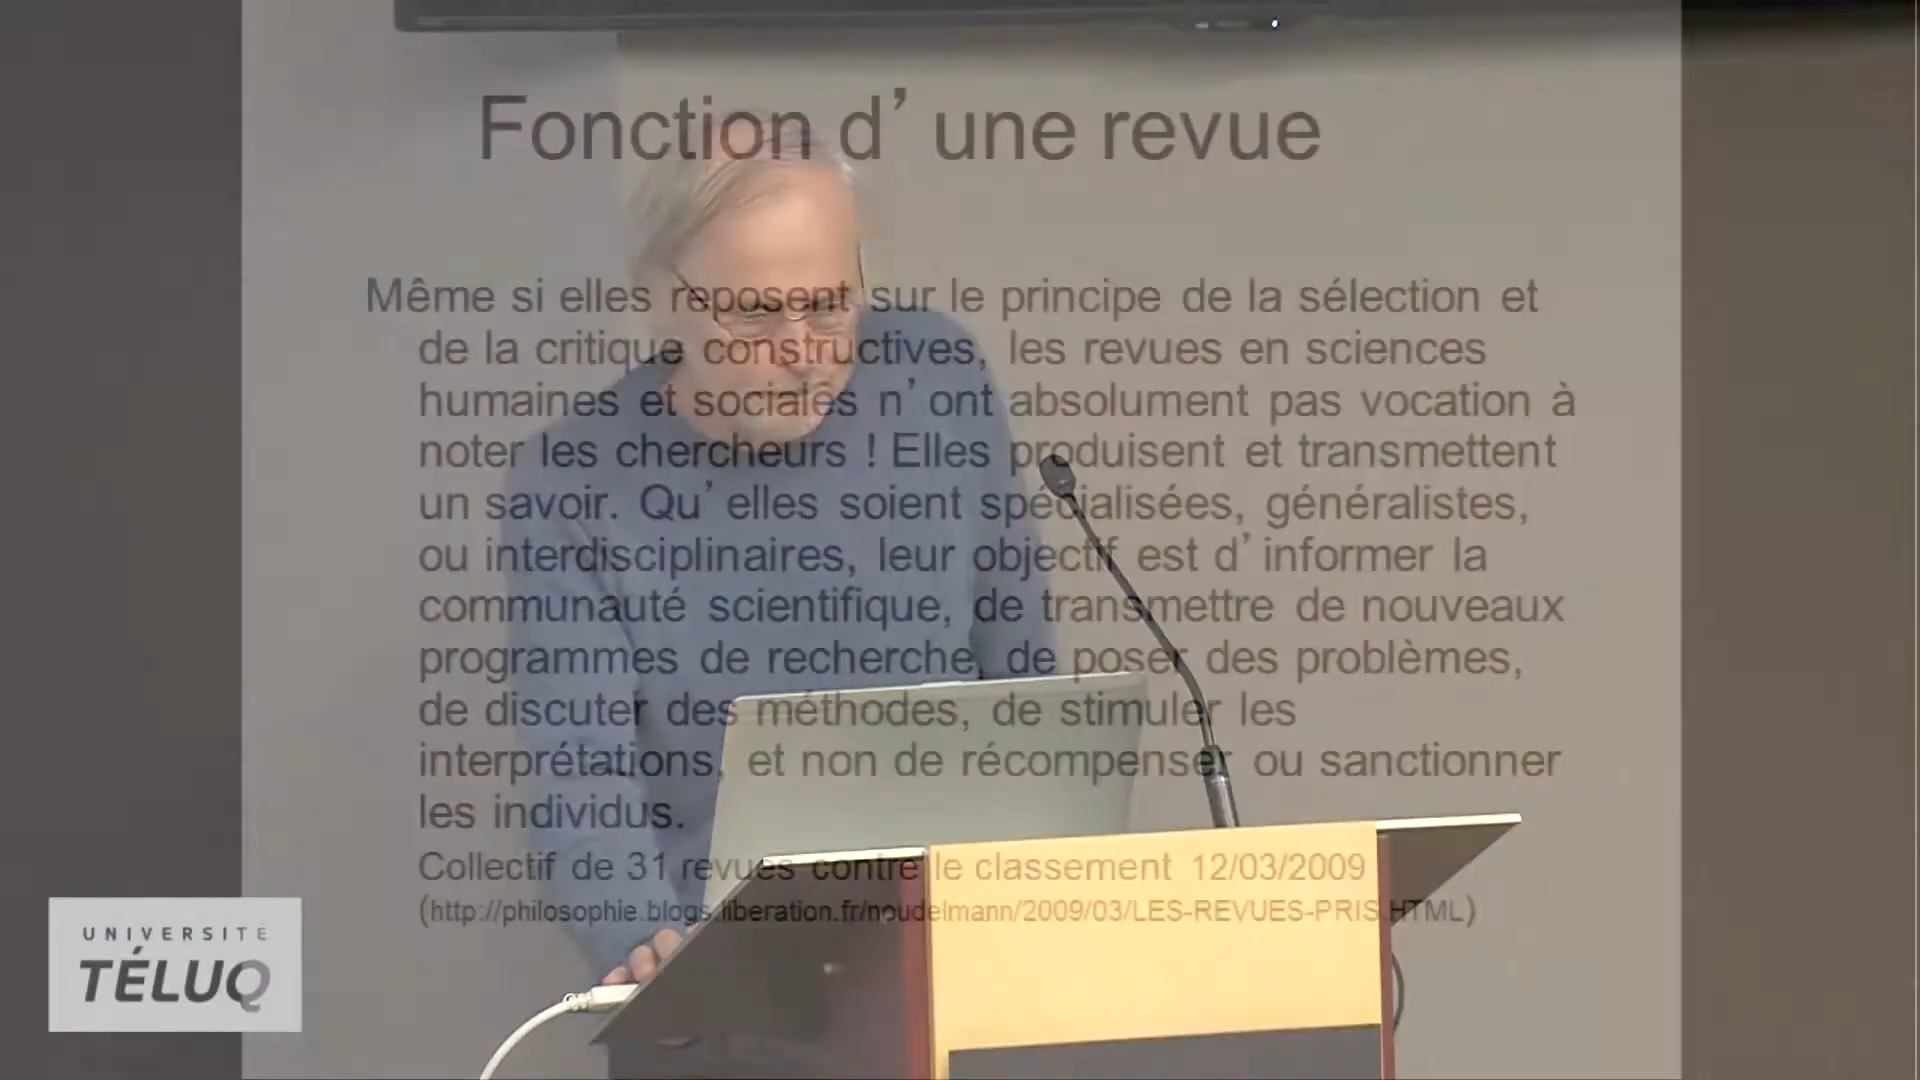 Fonction d’une revue
Même si elles reposent sur le principe de la sélection et
de la critique constructives, les revues en sciences
humaines et sociales n’ont absolument pas vocation à
noter les chercheurs ! Elles produisent et transmettent
un savoir. Qu’elles soient spécialisées, généralistes,
ou interdisciplinaires, leur objectif est d’informer la
communauté scientifique, de transmettre de nouveaux
programmes de recherche, de poser des problèmes,
de discuter des méthodes, de stimuler les
interprétations, et non de récompenser ou sanctionner
les individus.
Collectif de 31 revues contre le classement 12/03/2009
(http://philosophie.blogs.liberation.fr/noudelmann/2009/03/LES-REVUES-PRIS.HTML)
UNIVERSITÉ
TÉLUQ